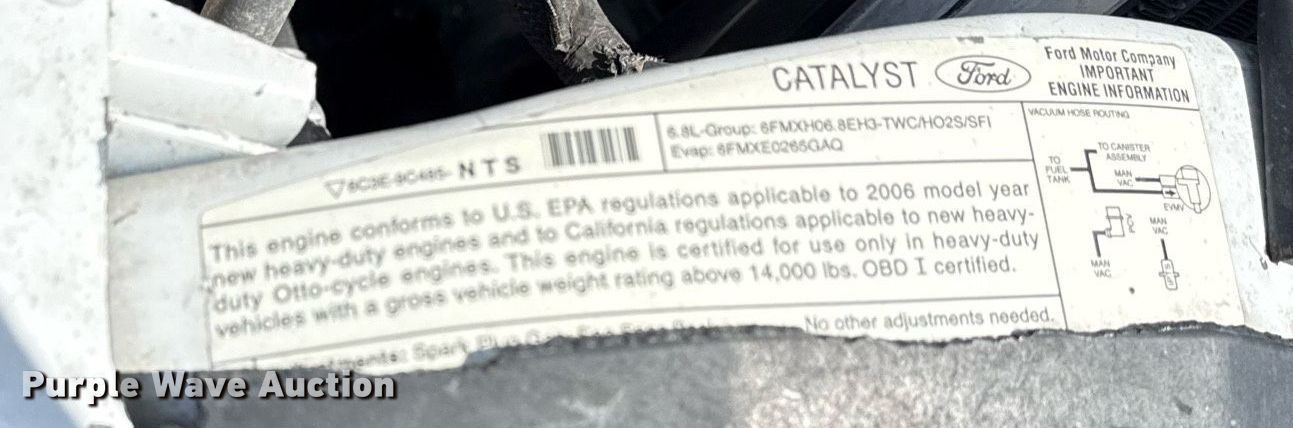 CATALYST Ford
Ford Motor Company
IMPORTANT
ENGINE INFORMATION
NTS
6.8L-Group: 6FMXH06.8EH3-TWC/HO2S/SFI
Evap: 6FMXE0265GAQ
This engine conforms to U.S. EPA regulations applicable to 2006 model year
new heavy-duty engines and to California regulations applicable to new heavy-
duty Otto-cycle engines. This engine is certified for use only in heavy-duty
vehicles with a gross vehicle weight rating above 14,000 lbs. OBD I certified.
Spark Plug
No other adjustments needed.
VACUUM HOSE ROUTING
TO CANISTER
ASSEMBLY
TO
FUEL
TANK
MAN
VAC
EVMV
PCV
MAN
VAC
MAN
VAC
Purple Wave Auction